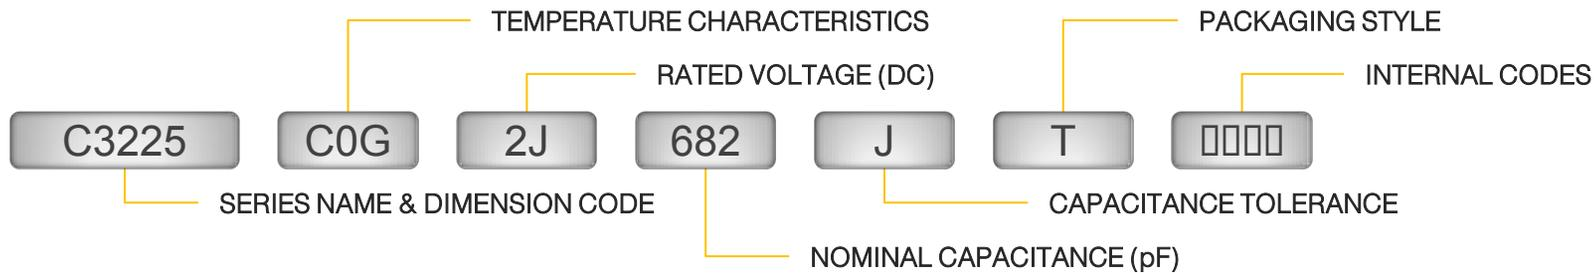 TEMPERATURE CHARACTERISTICS
PACKAGING STYLE
RATED VOLTAGE (DC)
INTERNAL CODES
C3225 C0G 2J 682 J T ▯▯▯▯
SERIES NAME & DIMENSION CODE
CAPACITANCE TOLERANCE
NOMINAL CAPACITANCE (pF)